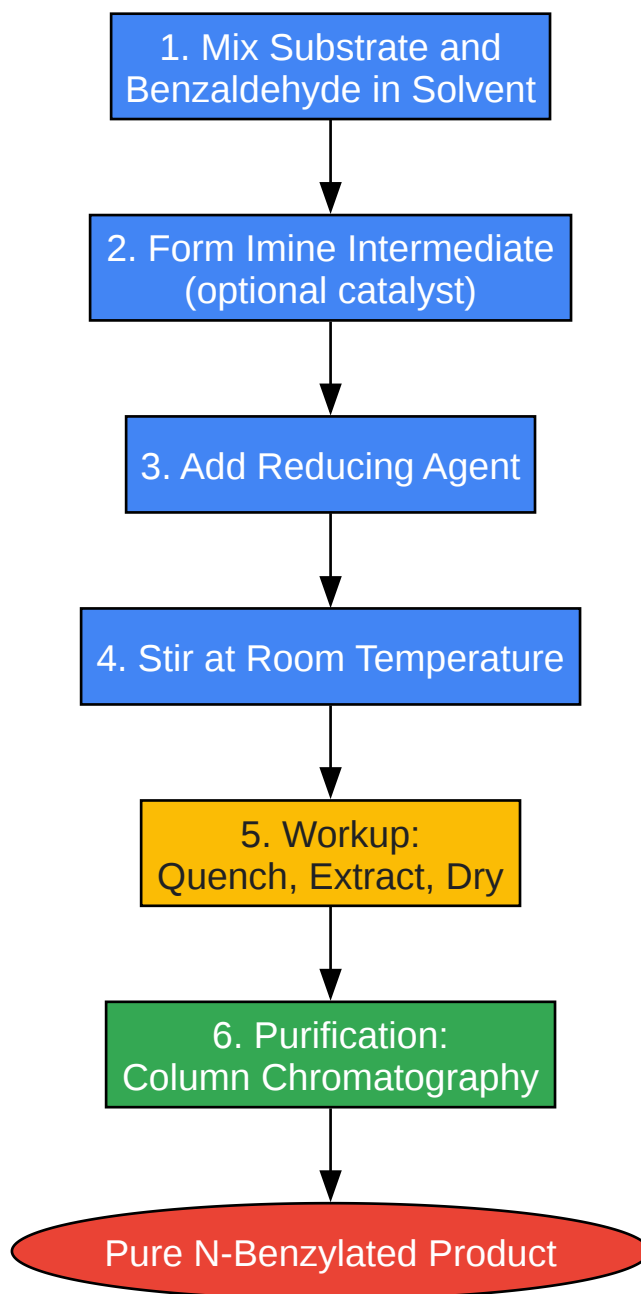 1. Mix Substrate and
Benzaldehyde in Solvent
2. Form Imine Intermediate
(optional catalyst)
3. Add Reducing Agent
4. Stir at Room Temperature
5. Workup:
Quench, Extract, Dry
6. Purification:
Column Chromatography
Pure N-Benzylated Product